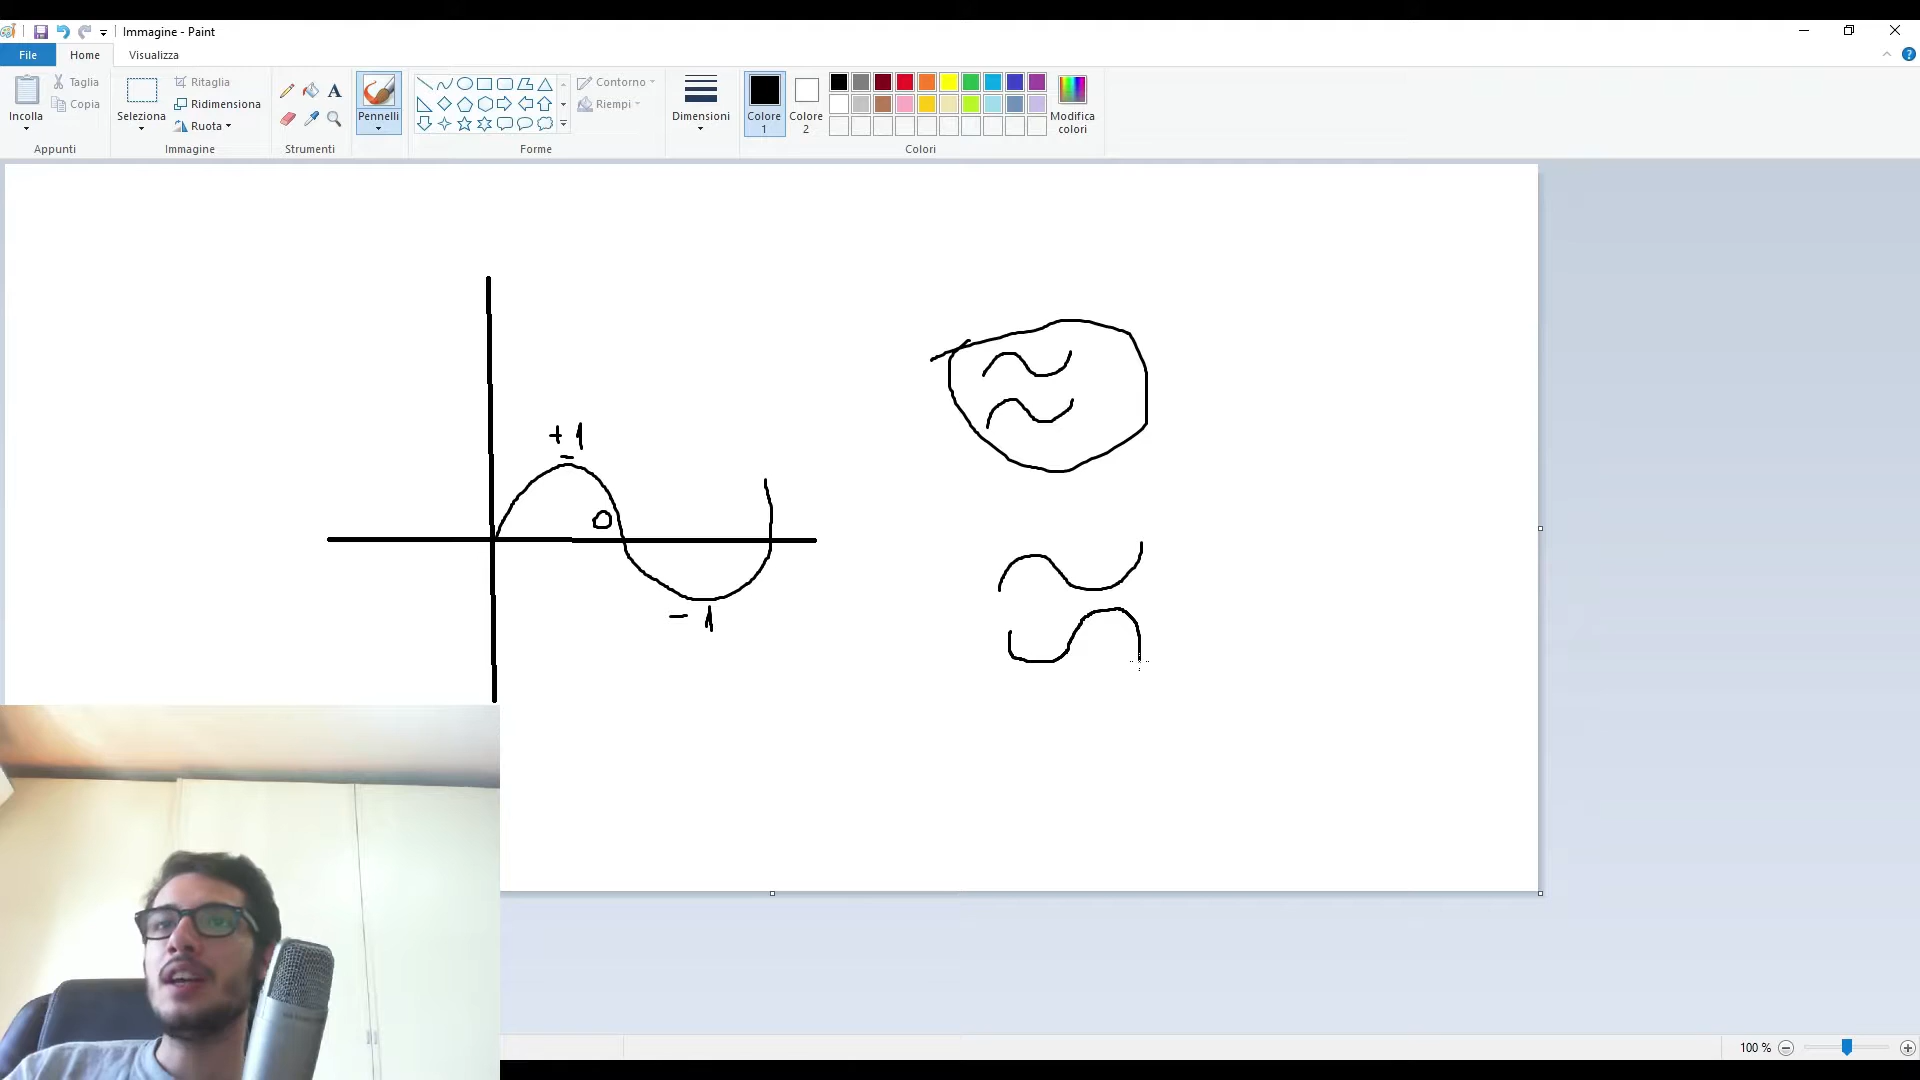 Immagine - Paint
File Home Visualizza
Incolla
Taglia
Copia
Appunti
Seleziona
Ritaglia
Ridimensiona
Ruota
Immagine
A
Strumenti
Pennelli
Contorno
Riempi
Forme
Dimensioni
Colore
1
Colore
2
Modifica
colori
Colori
+1
0
-1
100 %